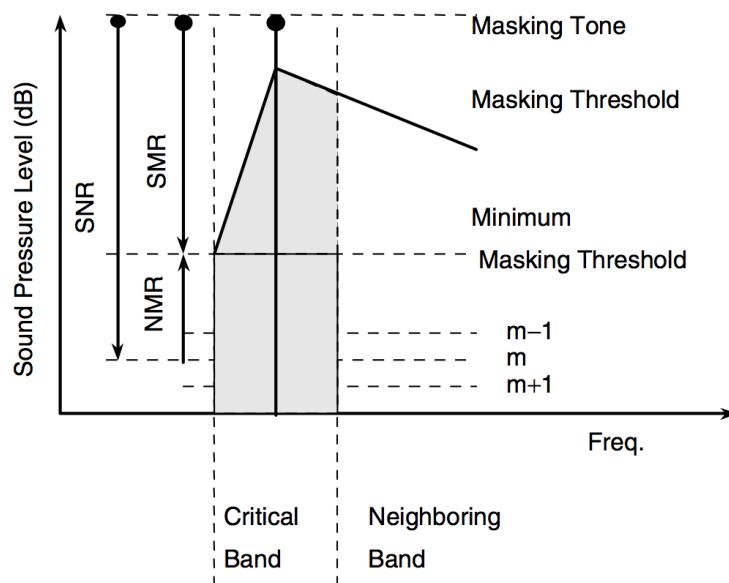 Masking Tone
Masking Threshold
Sound Pressure Level (dB)
SNR
SMR
NMR
Minimum
Masking Threshold
m−1
m
m+1
Freq.
Critical
Band
Neighboring
Band